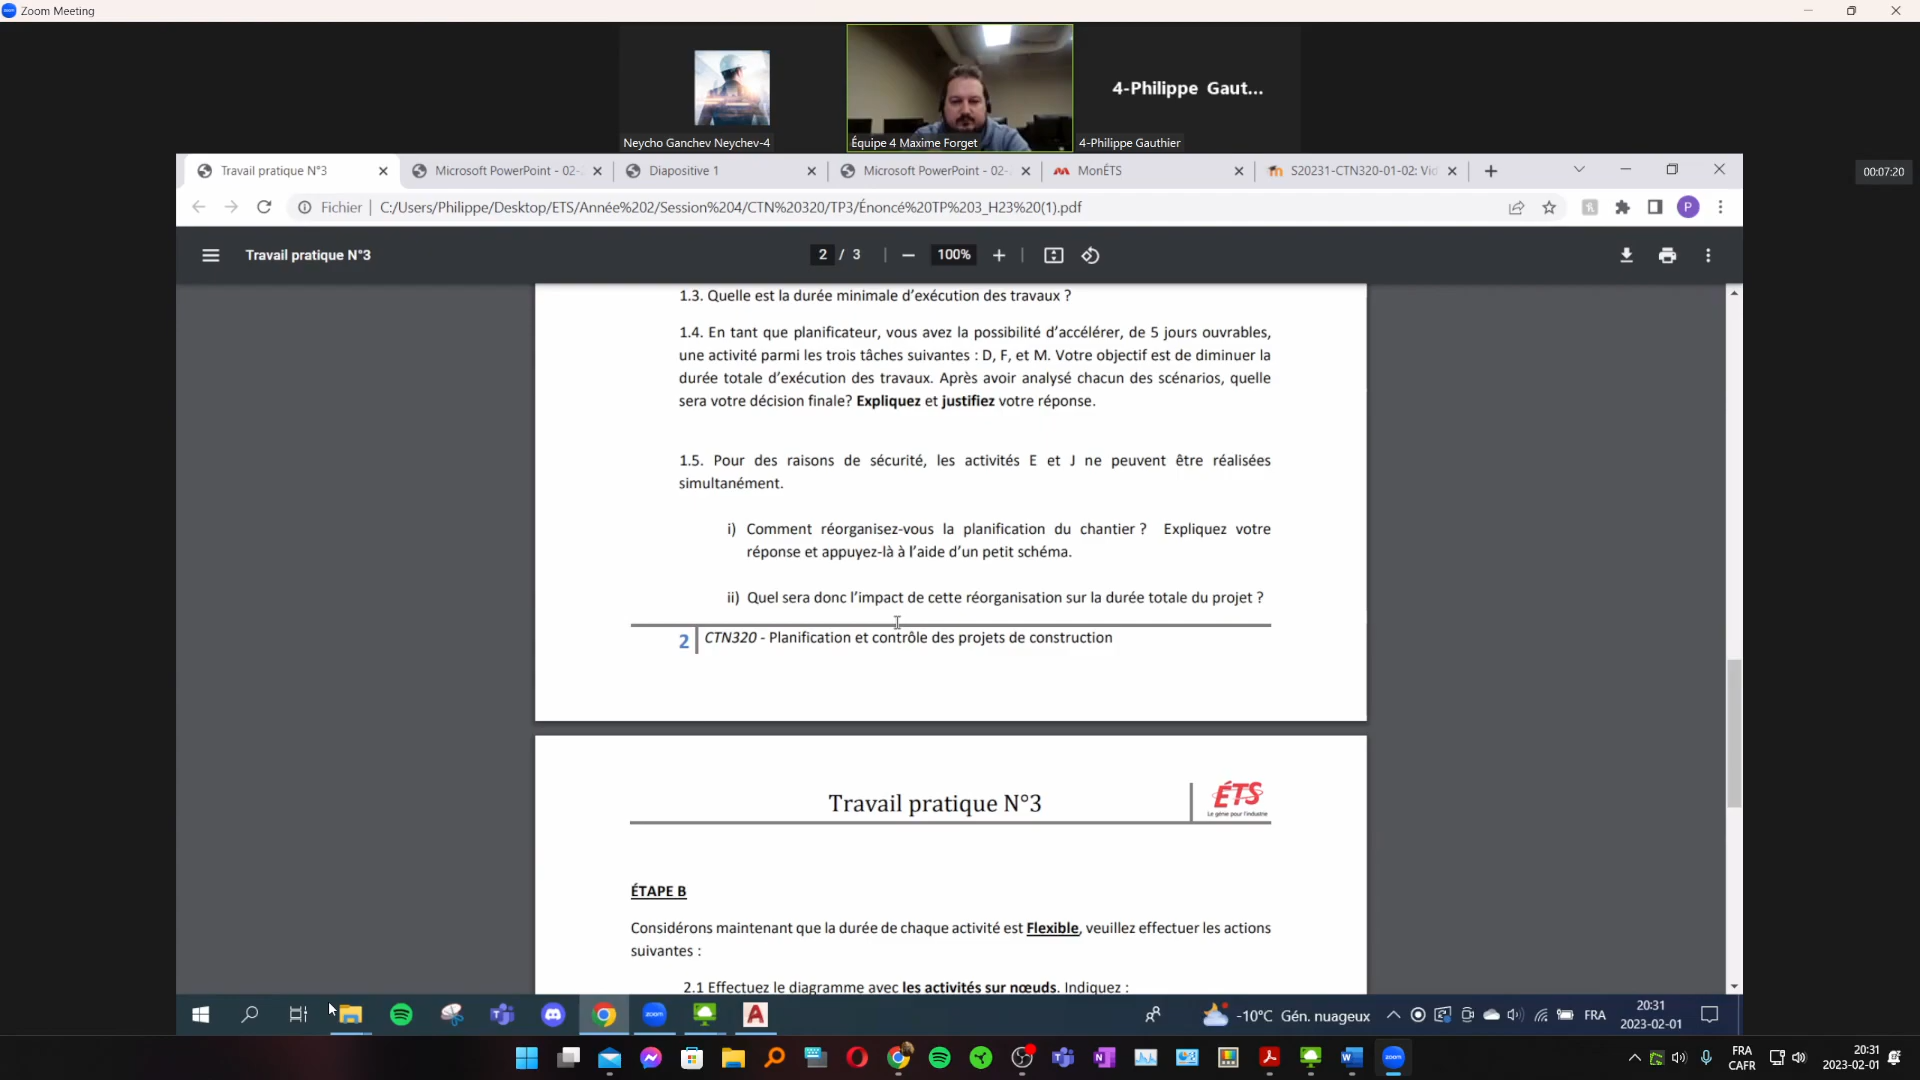 Zoom Meeting
4-Philippe Gaut...
Neycho Ganchev Neychev-4
Équipe 4 Maxime Forget
4-Philippe Gauthier
00:07:20
Travail pratique N°3
Microsoft PowerPoint - 02-
Diapositive 1
Microsoft PowerPoint - 02-
MonÉTS
S20231-CTN320-01-02: Vid
Fichier
C:/Users/Philippe/Desktop/ETS/Année%202/Session%204/CTN%20320/TP3/Énoncé%20TP%203_H23%20(1).pdf
P
Travail pratique N°3
2 / 3
100%
1.3. Quelle est la durée minimale d’exécution des travaux ?
1.4. En tant que planificateur, vous avez la possibilité d’accélérer, de 5 jours ouvrables,
une activité parmi les trois tâches suivantes : D, F, et M. Votre objectif est de diminuer la
durée totale d’exécution des travaux. Après avoir analysé chacun des scénarios, quelle
sera votre décision finale? Expliquez et justifiez votre réponse.
1.5. Pour des raisons de sécurité, les activités E et J ne peuvent être réalisées
simultanément.
i) Comment réorganisez-vous la planification du chantier ? Expliquez votre
réponse et appuyez-là à l’aide d’un petit schéma.
ii) Quel sera donc l’impact de cette réorganisation sur la durée totale du projet ?
2 CTN320 - Planification et contrôle des projets de construction
Travail pratique N°3
ÉTS
Le génie pour l'industrie
ÉTAPE B
Considérons maintenant que la durée de chaque activité est Flexible, veuillez effectuer les actions
suivantes :
2.1 Effectuez le diagramme avec les activités sur nœuds. Indiquez :
zoom
A
-10°C Gén. nuageux
FRA
20:31
2023-02-01
zoom
FRA
CAFR
20:31
2023-02-01